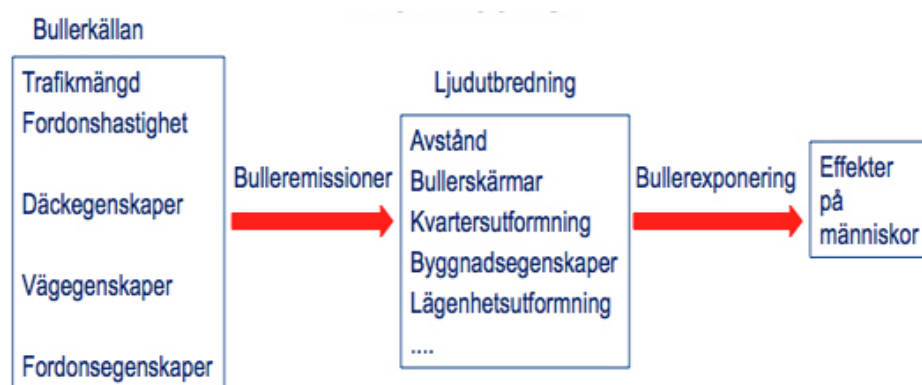 Bullerkällan
Trafikmängd
Fordonshastighet
Däckegenskaper
Vägegenskaper
Fordonsegenskaper
Bulleremissioner
Ljudutbredning
Avstånd
Bullerskärmar
Kvartersutformning
Byggnadsegenskaper
Lägenhetsutformning
....
Bullerexponering
Effekter
på
människor